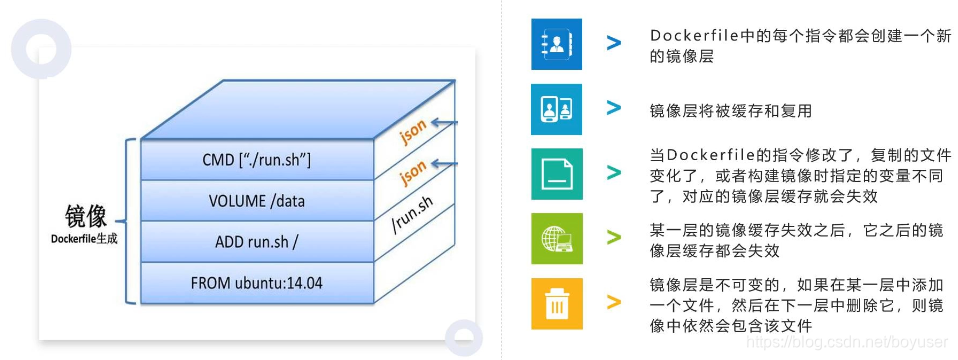 镜像
Dockerfile生成
CMD [“./run.sh”]
VOLUME /data
ADD run.sh /
FROM ubuntu:14.04
json
json
/run.sh
> Dockerfile中的每个指令都会创建一个新
的镜像层
> 镜像层将被缓存和复用
> 当Dockerfile的指令修改了，复制的文件
变化了，或者构建镜像时指定的变量不同
了，对应的镜像层缓存就会失效
> 某一层的镜像缓存失效之后，它之后的镜
像层缓存都会失效
> 镜像层是不可变的，如果在某一层中添加
一个文件，然后在下一层中删除它，则镜
像中依然会包含该文件
https://blog.csdn.net/boyuser